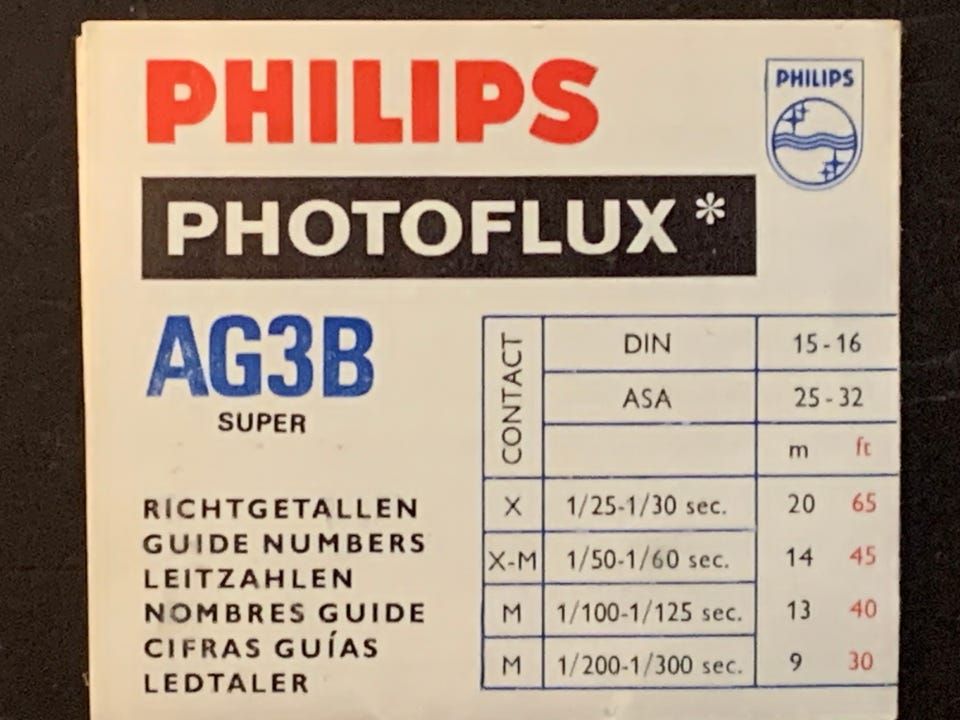 PHILIPS
PHILIPS
PHOTOFLUX*
AG3B
SUPER
CONTACT DIN 15-16
ASA 25-32
m ft
X 1/25-1/30 sec. 20 65
X-M 1/50-1/60 sec. 14 45
M 1/100-1/125 sec. 13 40
M 1/200-1/300 sec. 9 30
RICHTGETALLEN
GUIDE NUMBERS
LEITZAHLEN
NOMBRES GUIDE
CIFRAS GUÍAS
LEDTALER